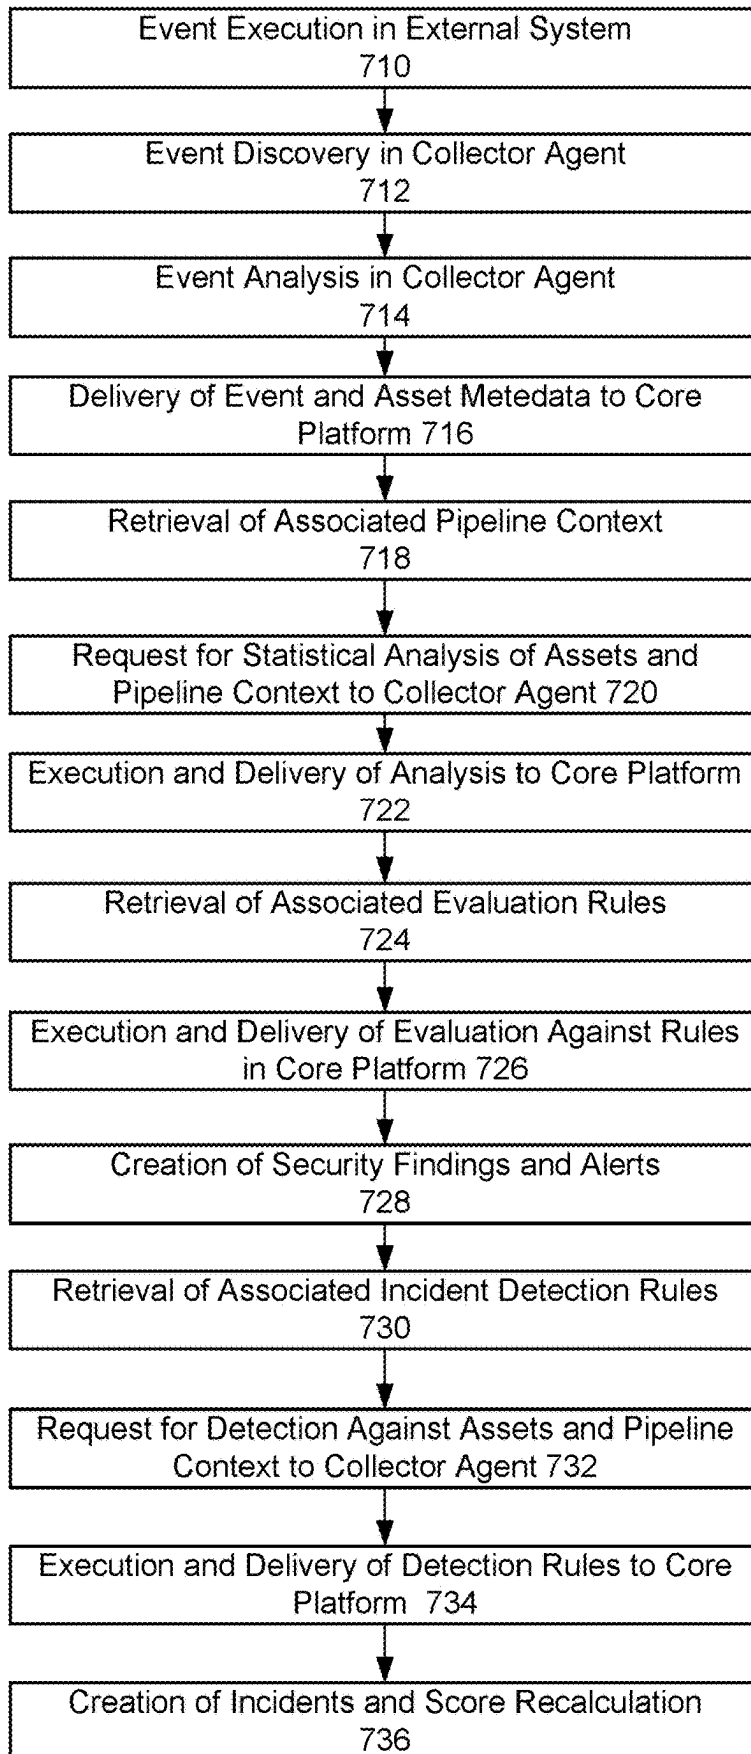 Event Execution in External System
710
Event Discovery in Collector Agent
712
Event Analysis in Collector Agent
714
Delivery of Event and Asset Metedata to Core
Platform 716
Retrieval of Associated Pipeline Context
718
Request for Statistical Analysis of Assets and
Pipeline Context to Collector Agent 720
Execution and Delivery of Analysis to Core Platform
722
Retrieval of Associated Evaluation Rules
724
Execution and Delivery of Evaluation Against Rules
in Core Platform 726
Creation of Security Findings and Alerts
728
Retrieval of Associated Incident Detection Rules
730
Request for Detection Against Assets and Pipeline
Context to Collector Agent 732
Execution and Delivery of Detection Rules to Core
Platform 734
Creation of Incidents and Score Recalculation
736